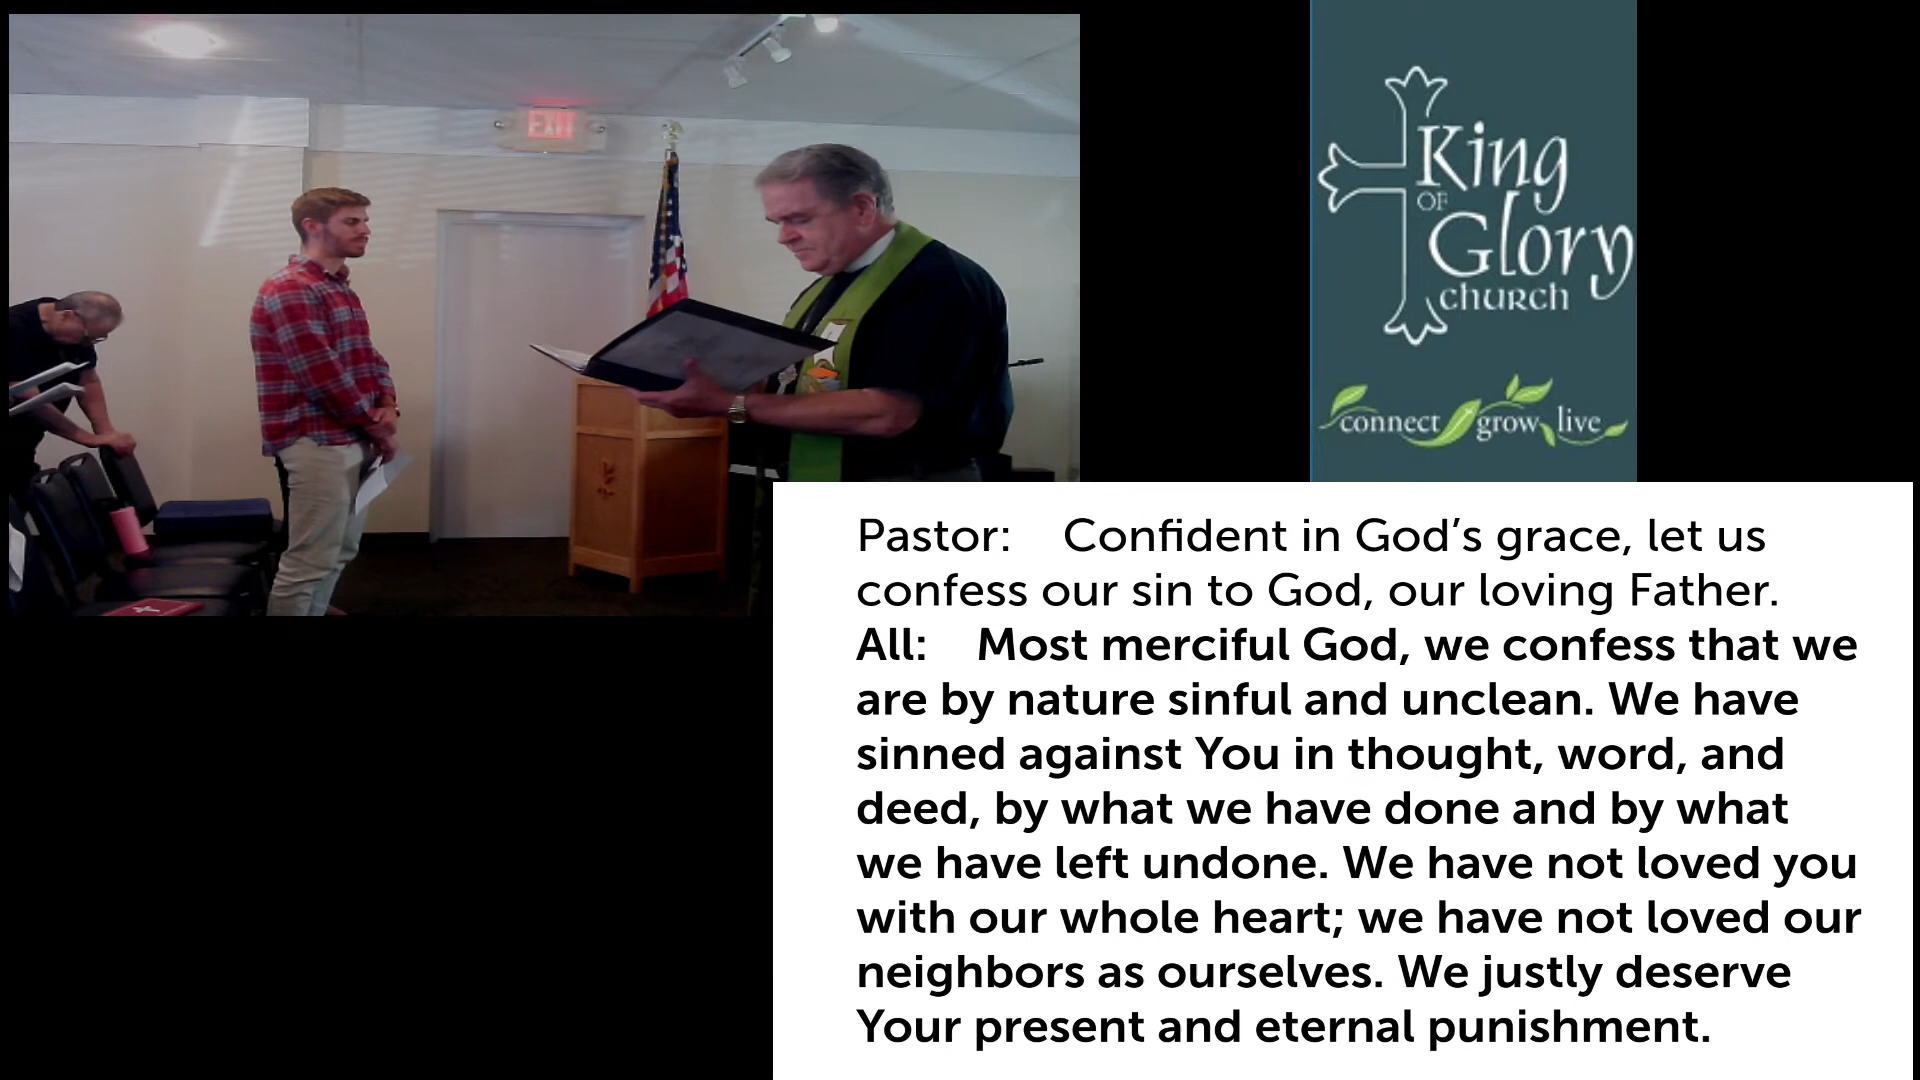 EXIT
King
OF
Glory
church
connect grow live
Pastor: Confident in God’s grace, let us
confess our sin to God, our loving Father.
All: Most merciful God, we confess that we
are by nature sinful and unclean. We have
sinned against You in thought, word, and
deed, by what we have done and by what
we have left undone. We have not loved you
with our whole heart; we have not loved our
neighbors as ourselves. We justly deserve
Your present and eternal punishment.